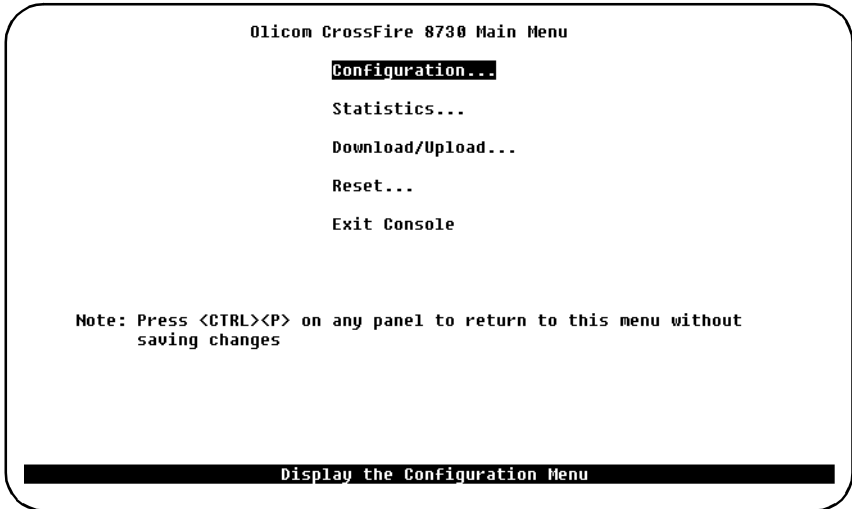 Olicom CrossFire 8730 Main Menu
Configuration...
Statistics...
Download/Upload...
Reset...
Exit Console
Note: Press <CTRL><P> on any panel to return to this menu without
saving changes
Display the Configuration Menu